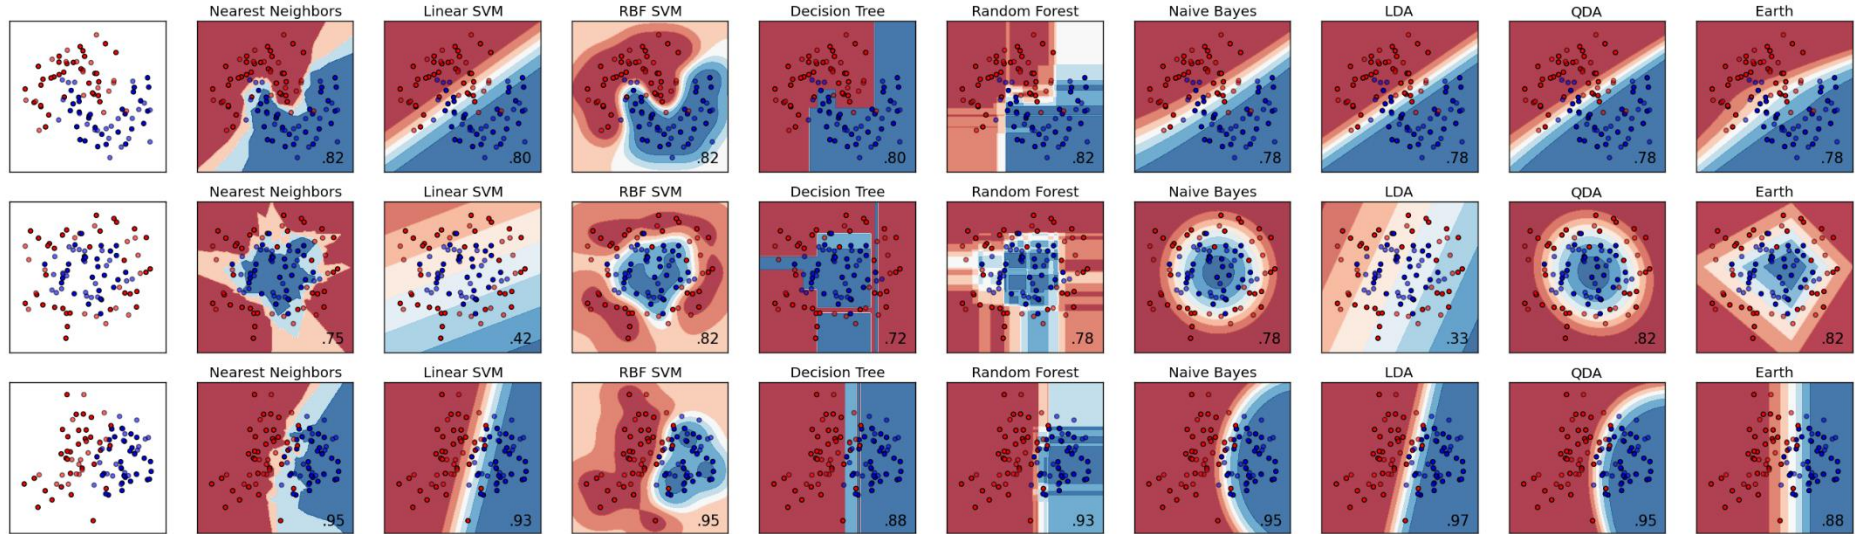 Nearest Neighbors Linear SVM RBF SVM Decision Tree Random Forest Naive Bayes LDA QDA Earth
.82 .80 .82 .80 .82 .78 .78 .78 .78
Nearest Neighbors Linear SVM RBF SVM Decision Tree Random Forest Naive Bayes LDA QDA Earth
.75 .42 .82 .72 .78 .78 .33 .82 .82
Nearest Neighbors Linear SVM RBF SVM Decision Tree Random Forest Naive Bayes LDA QDA Earth
.95 .93 .95 .88 .93 .95 .97 .95 .88